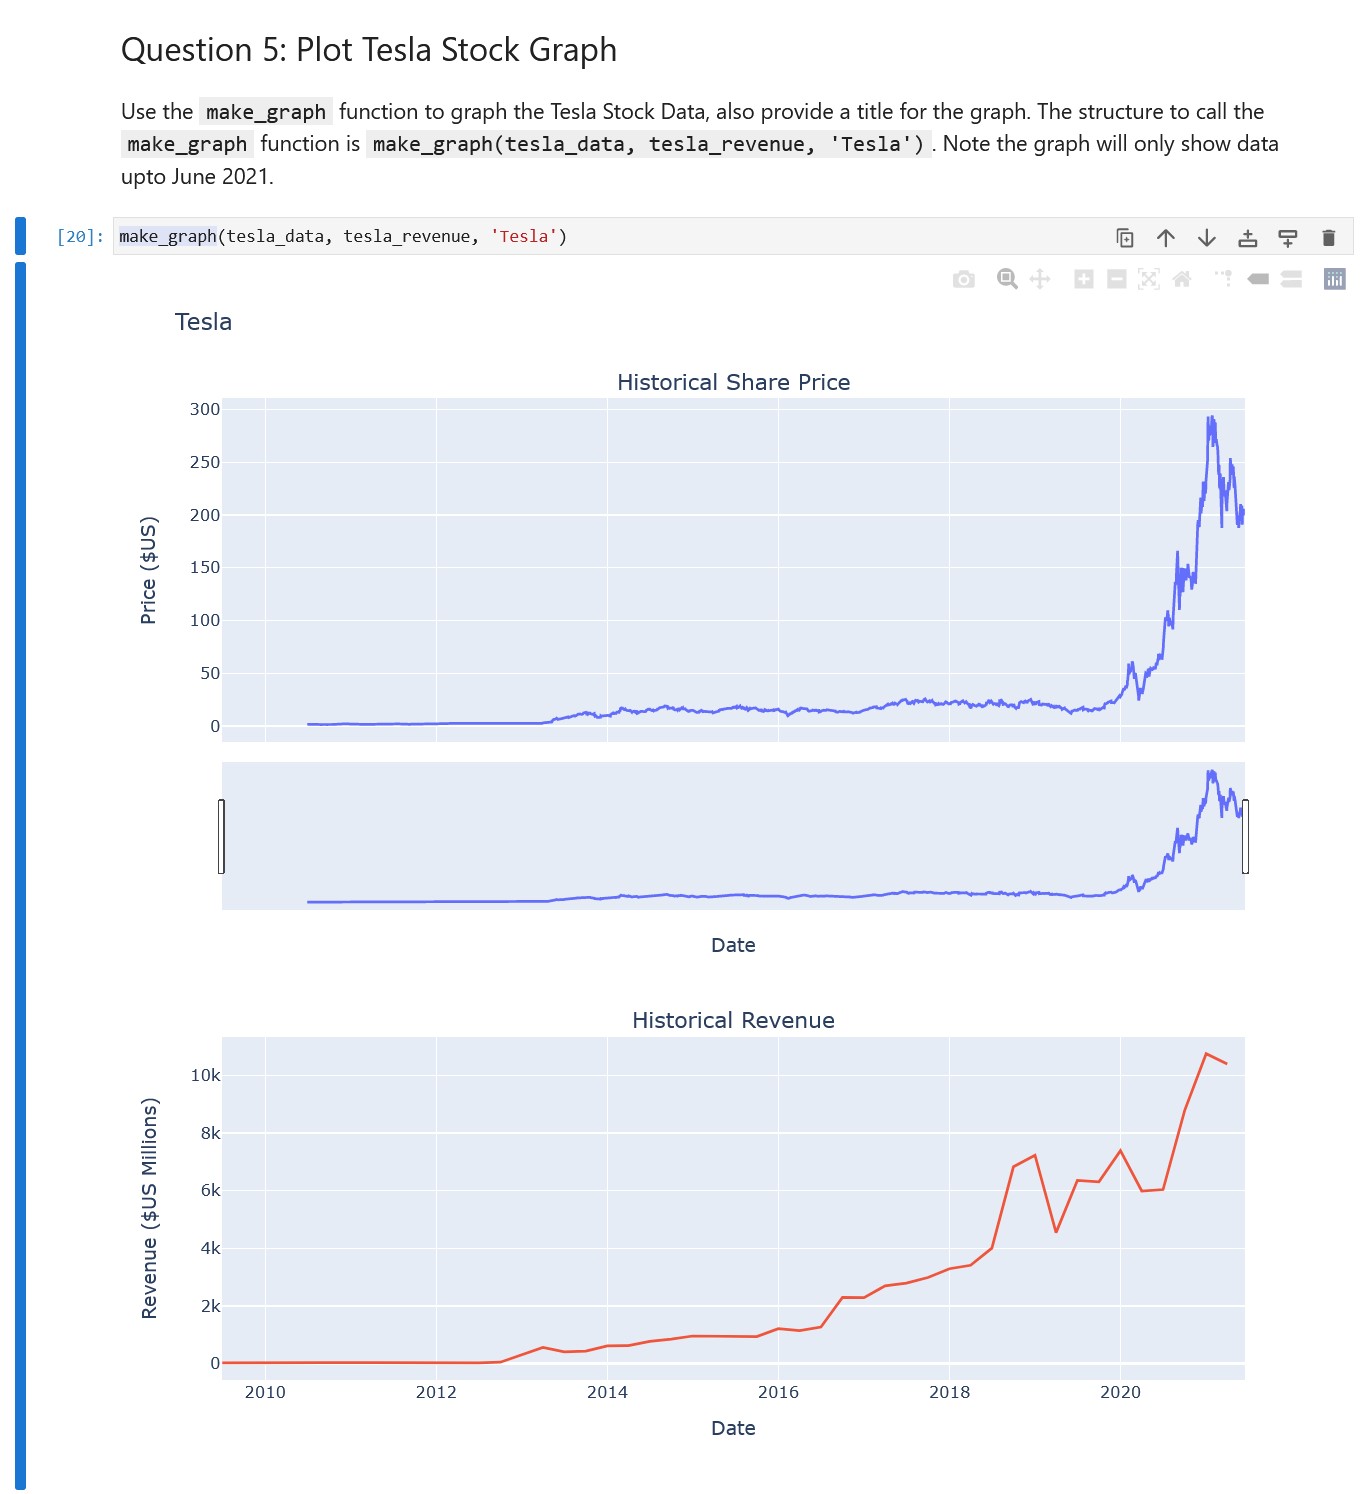 Question 5: Plot Tesla Stock Graph
Use the make_graph function to graph the Tesla Stock Data, also provide a title for the graph. The structure to call the
make_graph function is make_graph(tesla_data, tesla_revenue, 'Tesla') . Note the graph will only show data
upto June 2021.
[20]: make_graph(tesla_data, tesla_revenue, 'Tesla')
Tesla
Historical Share Price
300
250
200
150
100
50
0
Price ($US)
Date
Historical Revenue
10k
8k
6k
4k
2k
0
Revenue ($US Millions)
2010 2012 2014 2016 2018 2020
Date